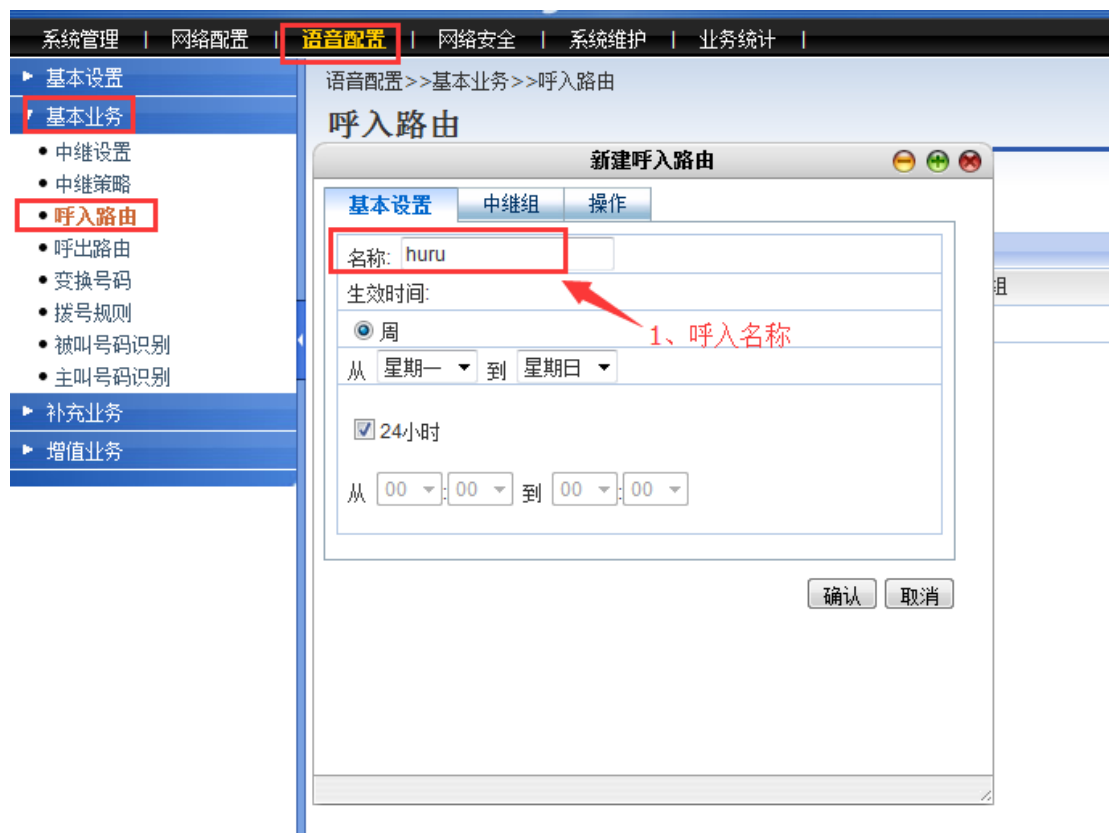 系统管理 | 网络配置 | 语音配置 | 网络安全 | 系统维护 | 业务统计 |
基本设置
基本业务
中继设置
中继策略
呼入路由
呼出路由
变换号码
拨号规则
被叫号码识别
主叫号码识别
补充业务
增值业务
语音配置>>基本业务>>呼入路由
呼入路由
新建呼入路由
基本设置 中继组 操作
名称: huru
生效时间:
1、呼入名称
周
从 星期一 到 星期日
24小时
从 00 : 00 到 00 : 00
确认 取消
组